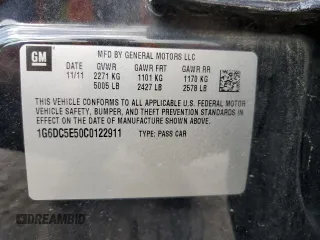 GM
MFD BY GENERAL MOTORS LLC
DATE GVWR GAWR FRT GAWR RR
11/11 2271 KG 1101 KG 1170 KG
5005 LB 2427 LB 2578 LB
THIS VEHICLE CONFORMS TO ALL APPLICABLE U.S. FEDERAL MOTOR
VEHICLE SAFETY, BUMPER, AND THEFT PREVENTION STANDARDS IN
EFFECT ON THE DATE OF MANUFACTURE SHOWN ABOVE.
1G6DC5E50C0122911 TYPE: PASS CAR
DREAMBID